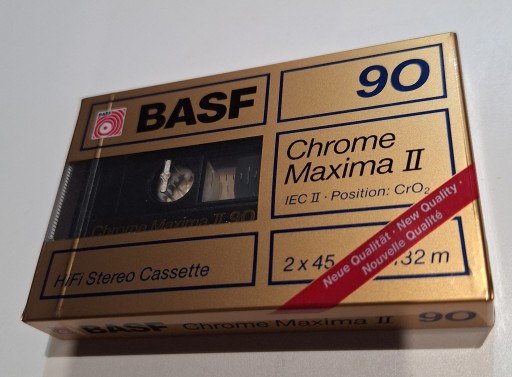 BASF
90
Chrome
Maxima II
IEC II · Position: CrO₂
Chrome Maxima II 90
HiFi Stereo Cassette
2 x 45
132 m
Neue Qualität · New Quality ·
Nouvelle Qualité
BASF Chrome Maxima II 90